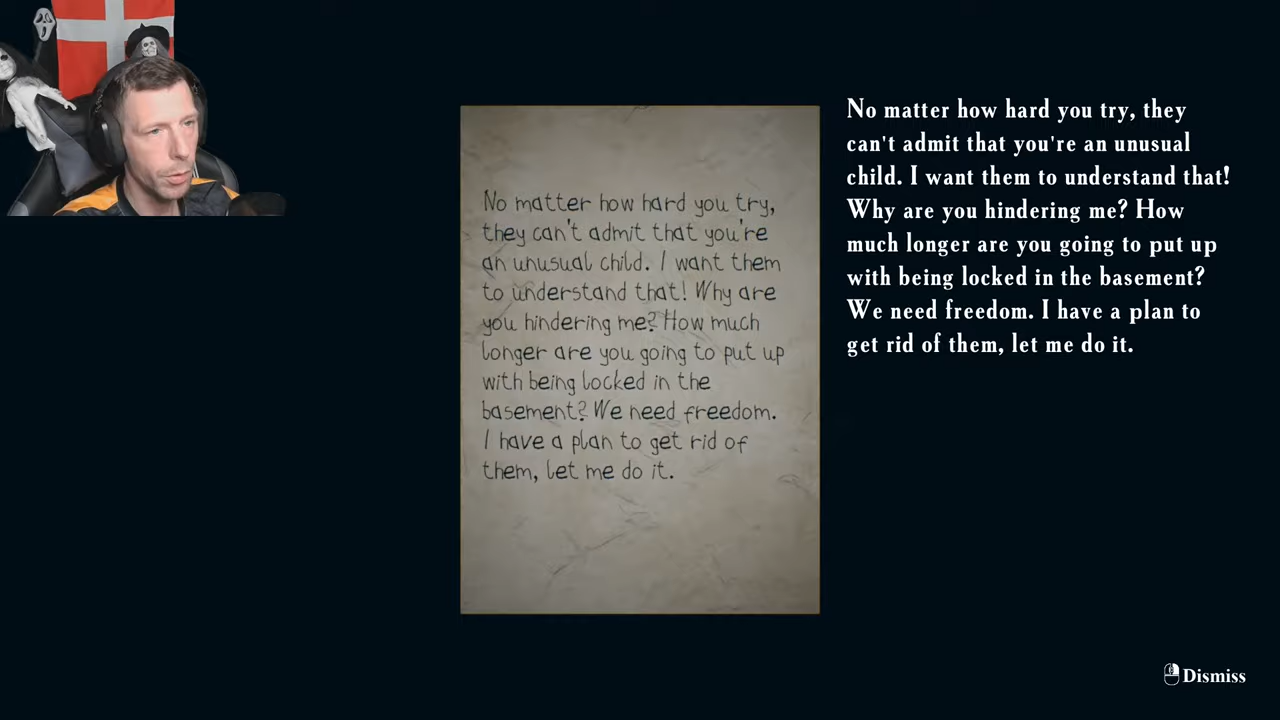 No matter how hard you try,
they can't admit that you're
an unusual child. I want them
to understand that! Why are
you hindering me? How much
longer are you going to put up
with being locked in the
basement? We need freedom.
I have a plan to get rid of
them, let me do it.
No matter how hard you try, they
can't admit that you're an unusual
child. I want them to understand that!
Why are you hindering me? How
much longer are you going to put up
with being locked in the basement?
We need freedom. I have a plan to
get rid of them, let me do it.
Dismiss